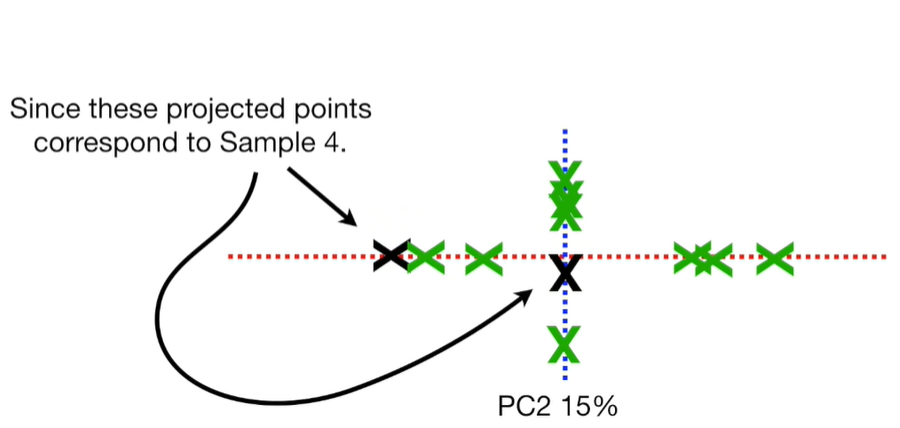 Since these projected points
correspond to Sample 4.
PC2 15%